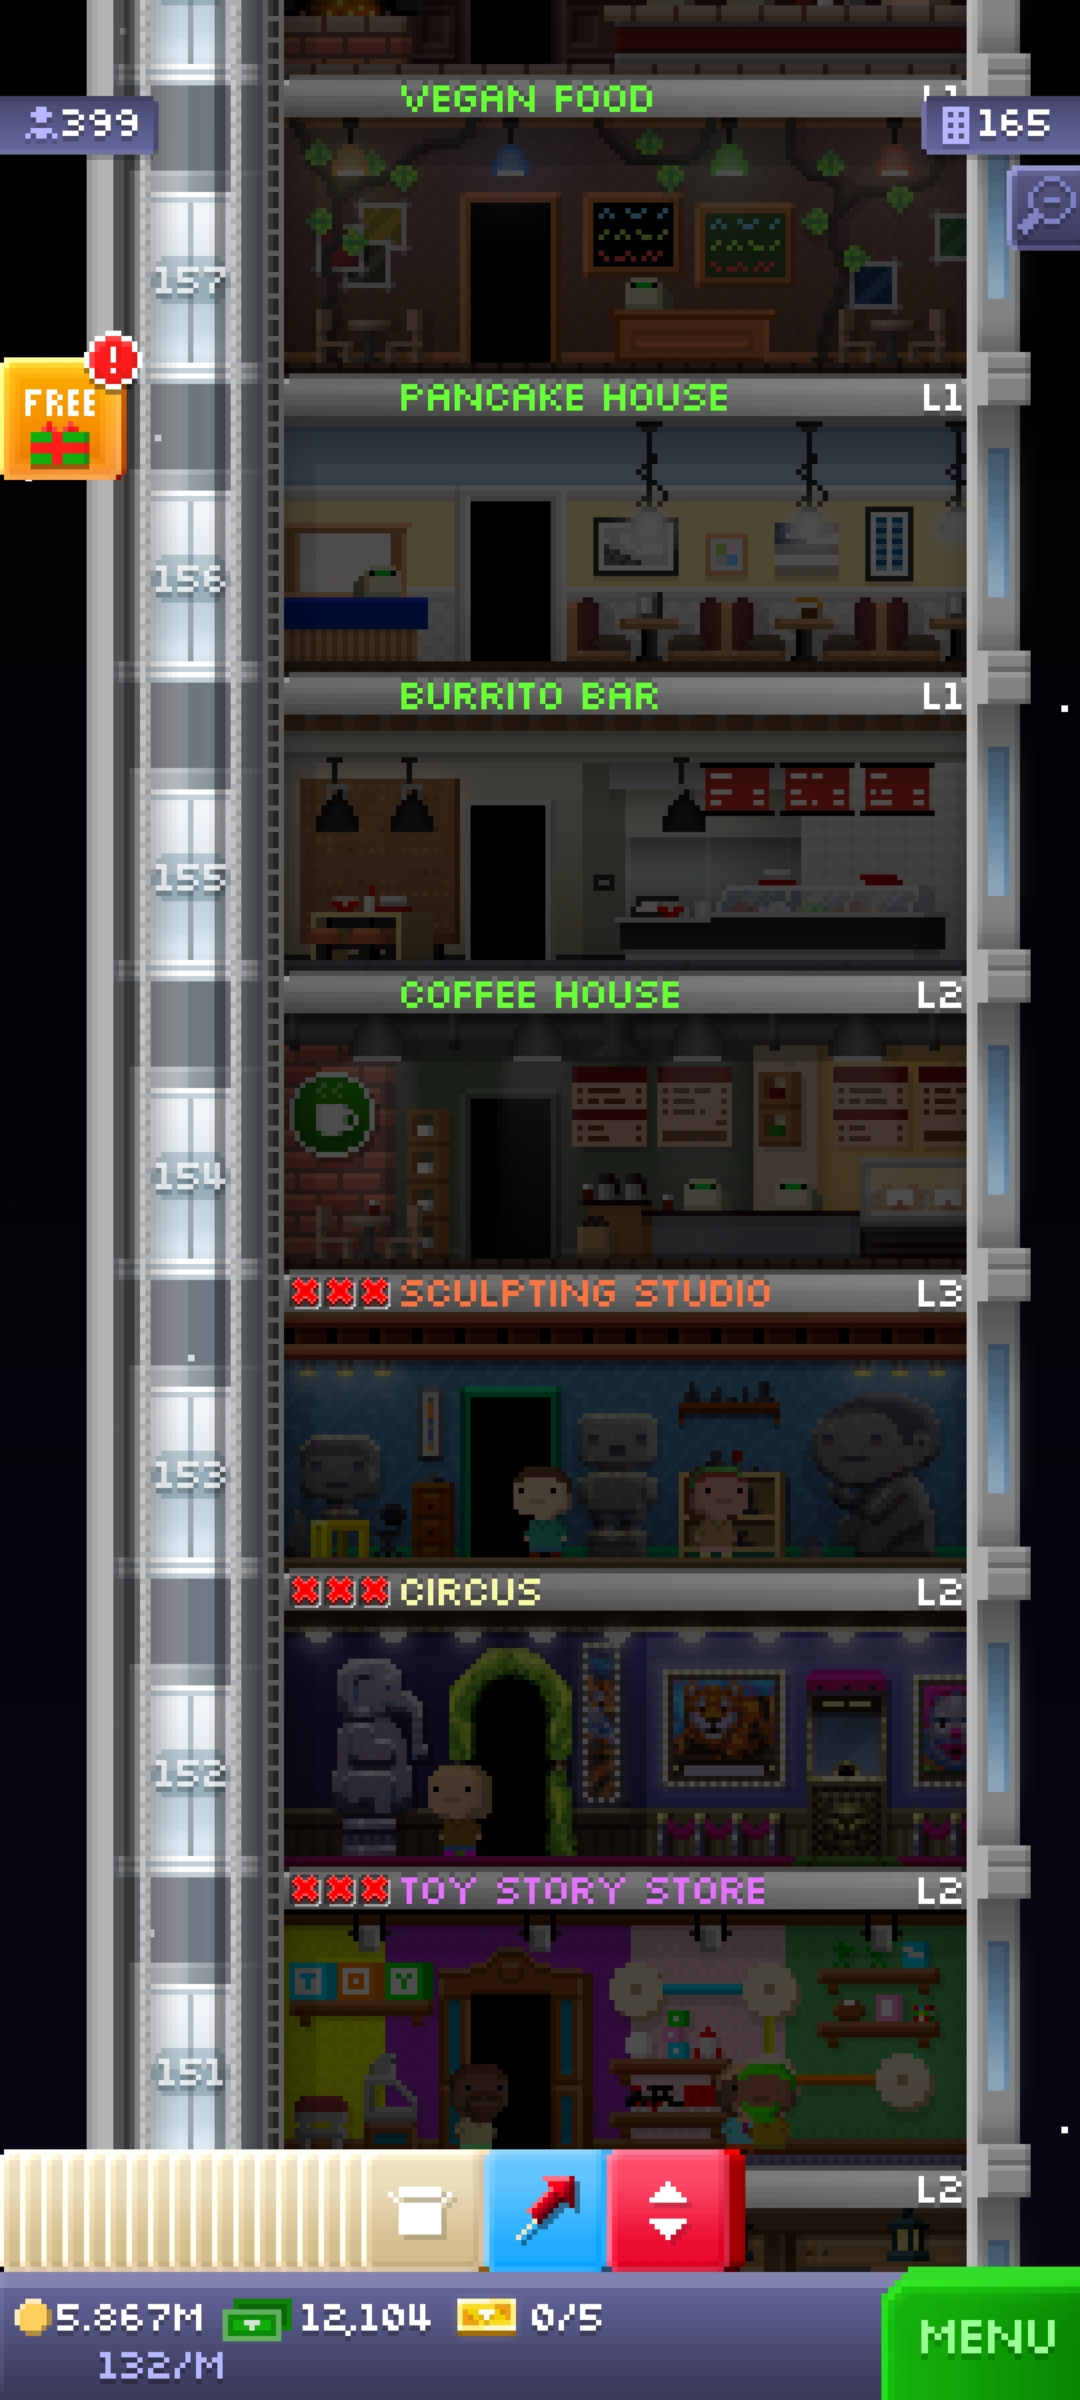 VEGAN FOOD
399
165
157
FREE
!
PANCAKE HOUSE L1
156
BURRITO BAR L1
155
COFFEE HOUSE L2
154
SCULPTING STUDIO L3
153
CIRCUS L2
152
TOY STORY STORE L2
TOY
151
L2
5.867M 12,104 0/5
132/M
MENU